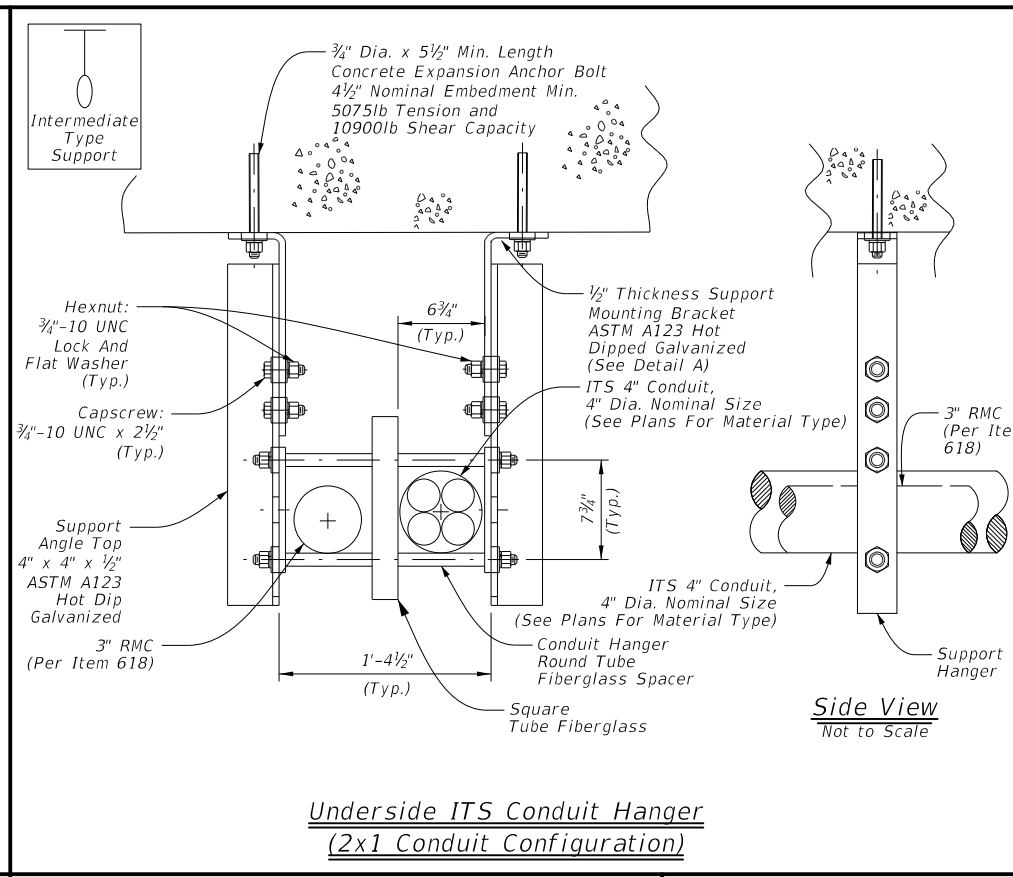 Intermediate
Type
Support
¾" Dia. x 5½" Min. Length
Concrete Expansion Anchor Bolt
4½" Nominal Embedment Min.
5075lb Tension and
10900lb Shear Capacity
Hexnut:
¾"-10 UNC
Lock And
Flat Washer
(Typ.)
Capscrew:
¾"-10 UNC x 2½"
(Typ.)
6¾"
(Typ.)
½" Thickness Support
Mounting Bracket
ASTM A123 Hot
Dipped Galvanized
(See Detail A)
ITS 4" Conduit,
4" Dia. Nominal Size
(See Plans For Material Type)
7¾"
(Typ.)
Support
Angle Top
4" x 4" x ½"
ASTM A123
Hot Dip
Galvanized
3" RMC
(Per Item 618)
1'-4½"
(Typ.)
Conduit Hanger
Round Tube
Fiberglass Spacer
Square
Tube Fiberglass
3" RMC
(Per Ite
618)
ITS 4" Conduit,
4" Dia. Nominal Size
(See Plans For Material Type)
Support
Hanger
Side View
Not to Scale
Underside ITS Conduit Hanger
(2x1 Conduit Configuration)